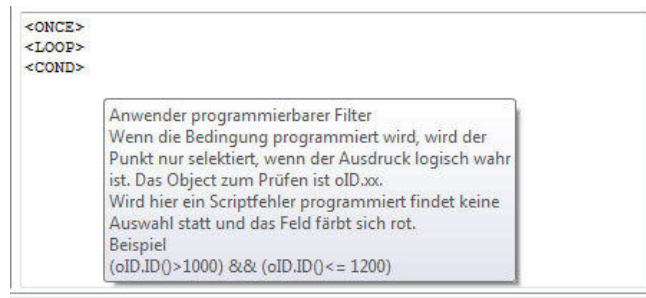 <ONCE>
<LOOP>
<COND>
Anwender programmierbarer Filter
Wenn die Bedingung programmiert wird, wird der
Punkt nur selektiert, wenn der Ausdruck logisch wahr
ist. Das Object zum Prüfen ist oID.xx.
Wird hier ein Scriptfehler programmiert findet keine
Auswahl statt und das Feld färbt sich rot.
Beispiel
(oID.ID()>1000) && (oID.ID()<= 1200)